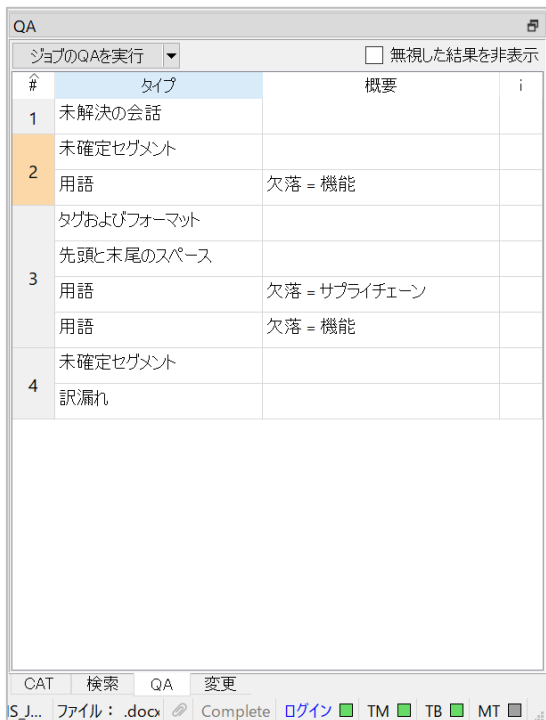 QA
ジョブのQAを実行 無視した結果を非表示
# タイプ 概要 i
1 未解決の会話
2 未確定セグメント
用語 欠落 = 機能
3 タグおよびフォーマット
先頭と末尾のスペース
用語 欠落 = サプライチェーン
用語 欠落 = 機能
4 未確定セグメント
訳漏れ
CAT 検索 QA 変更
IS_J... ファイル : .docx Complete ログイン TM TB MT